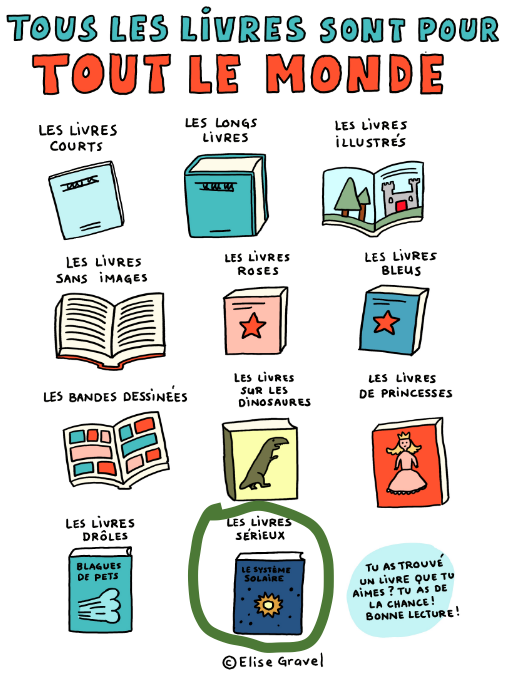 TOUS LES LIVRES SONT POUR
TOUT LE MONDE
LES LIVRES
COURTS
LES LONGS
LIVRES
LES LIVRES
ILLUSTRÉS
LES LIVRES
SANS IMAGES
LES LIVRES
ROSES
LES LIVRES
BLEUS
LES BANDES DESSINÉES
LES LIVRES
SUR LES
DINOSAURES
LES LIVRES
DE PRINCESSES
LES LIVRES
DRÔLES
BLAGUES
DE PETS
LES LIVRES
SÉRIEUX
LE SYSTÈME
SOLAIRE
TU AS TROUVÉ
UN LIVRE QUE TU
AIMES? TU AS DE
LA CHANCE!
BONNE LECTURE!
©Elise Gravel